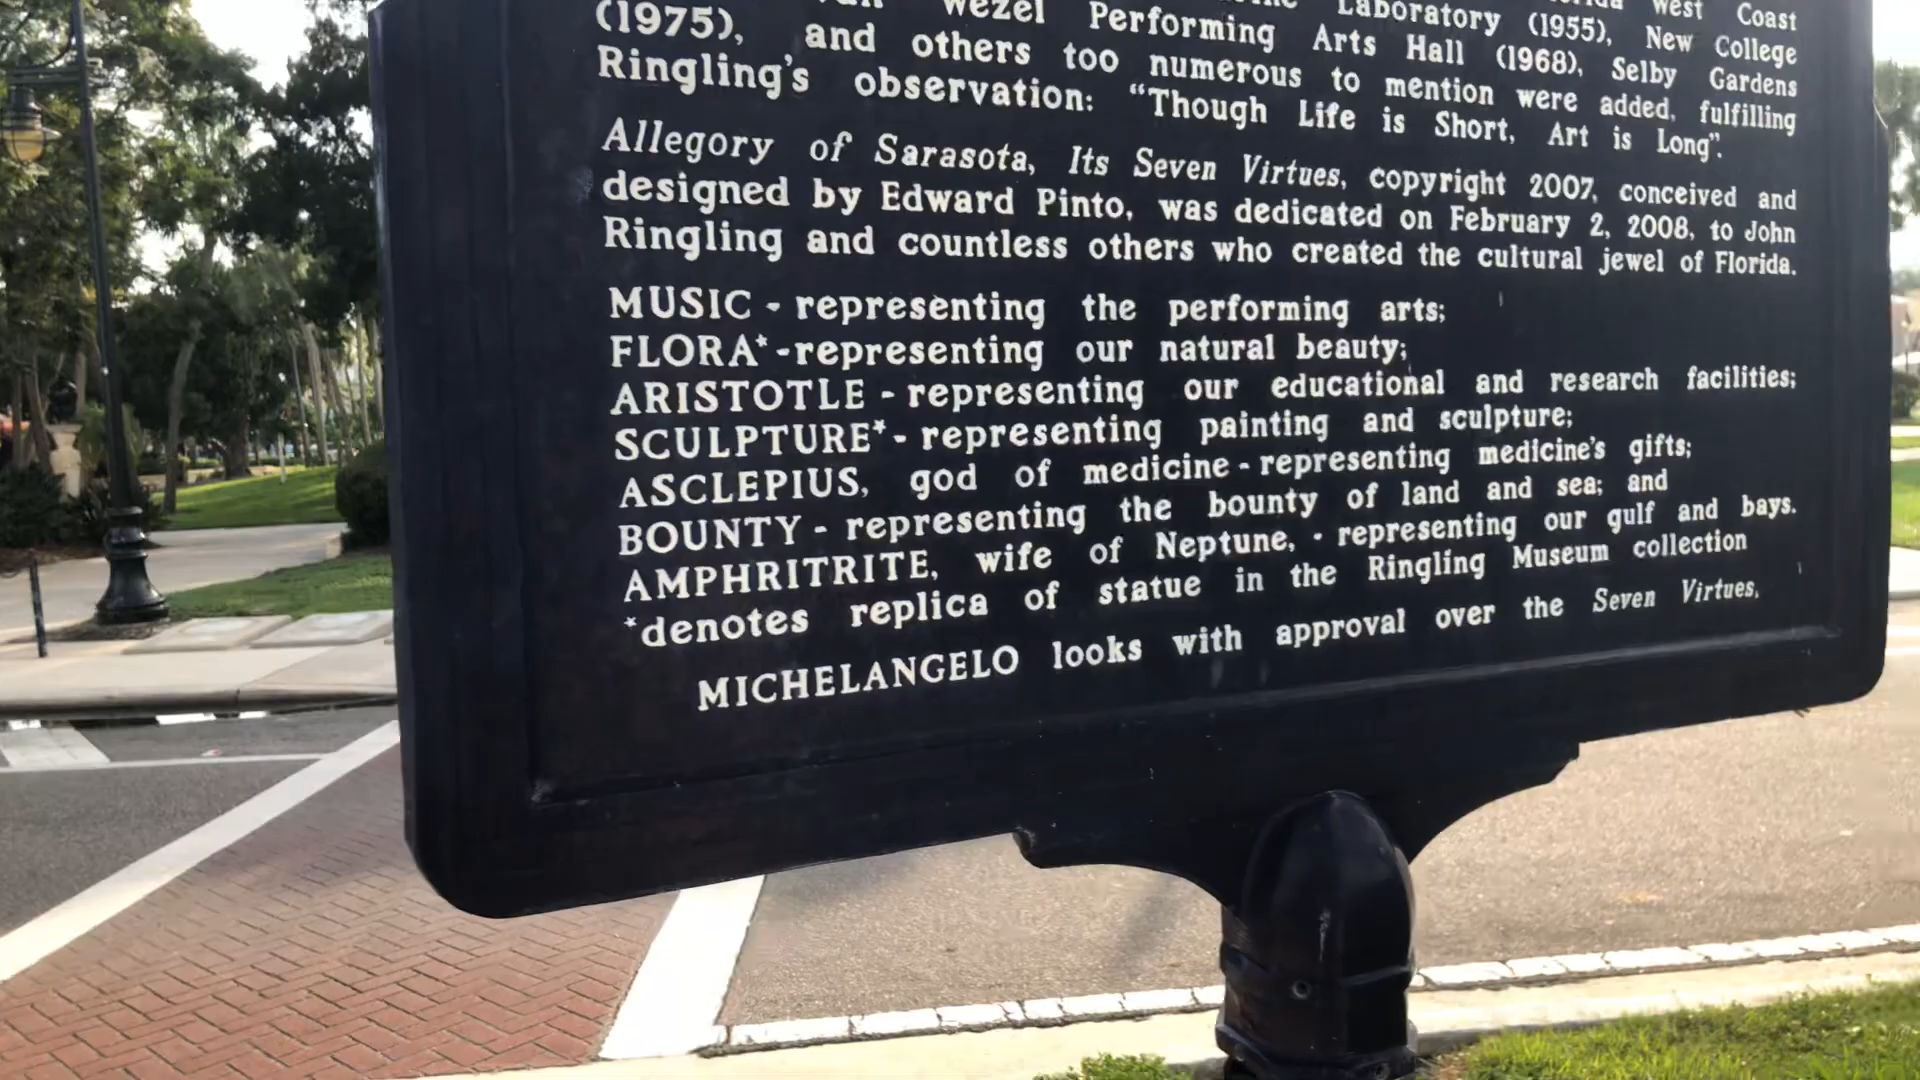 West Coast
Wezel Performing Laboratory (1955), New College
(1975), and others too Arts Hall (1968), Selby Gardens
numerous to mention were added, fulfilling
Ringling's observation: “Though Life is Short, Art is Long”.
Allegory of Sarasota, Its Seven Virtues, copyright 2007, conceived and
designed by Edward Pinto, was dedicated on February 2, 2008, to John
Ringling and countless others who created the cultural jewel of Florida.
MUSIC - representing the performing arts;
FLORA* - representing our natural beauty;
ARISTOTLE - representing our educational and research facilities;
SCULPTURE* - representing painting and sculpture;
ASCLEPIUS, god of medicine - representing medicine's gifts;
BOUNTY - representing the bounty of land and sea; and
AMPHRITRITE, wife of Neptune, - representing our gulf and bays.
*denotes replica of statue in the Ringling Museum collection
MICHELANGELO looks with approval over the Seven Virtues,